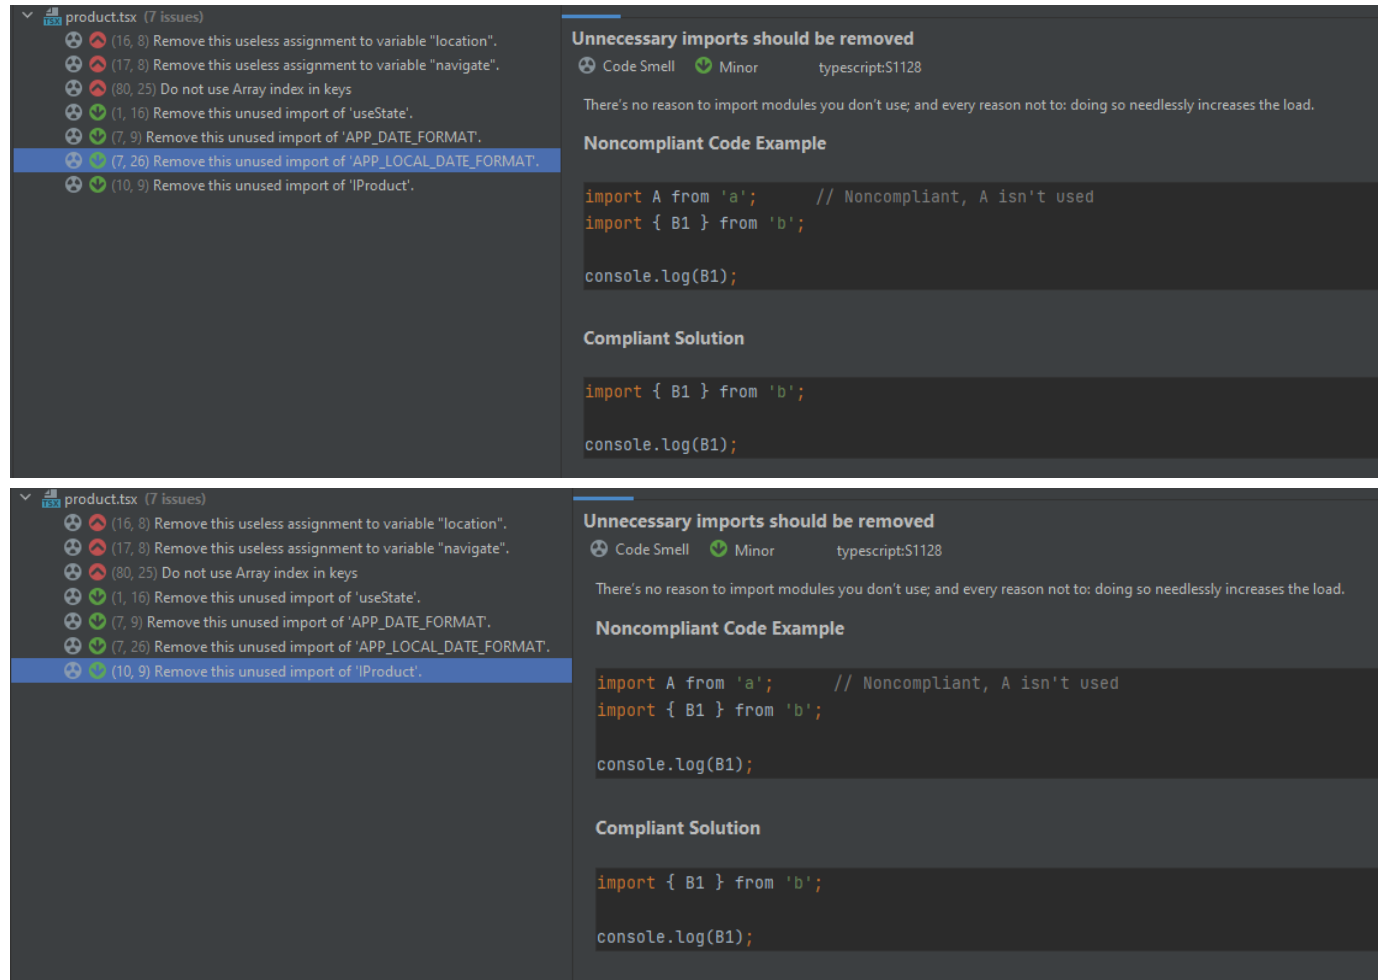 product.tsx (7 issues)
(16, 8) Remove this useless assignment to variable "location".
(17, 8) Remove this useless assignment to variable "navigate".
(80, 25) Do not use Array index in keys
(1, 16) Remove this unused import of 'useState'.
(7, 9) Remove this unused import of 'APP_DATE_FORMAT'.
(7, 26) Remove this unused import of 'APP_LOCAL_DATE_FORMAT'.
(10, 9) Remove this unused import of 'IProduct'.
Unnecessary imports should be removed
Code Smell Minor typescript:S1128
There's no reason to import modules you don't use; and every reason not to: doing so needlessly increases the load.
Noncompliant Code Example
import A from 'a';      // Noncompliant, A isn't used
import { B1 } from 'b';
console.log(B1);
Compliant Solution
import { B1 } from 'b';
console.log(B1);
product.tsx (7 issues)
(16, 8) Remove this useless assignment to variable "location".
(17, 8) Remove this useless assignment to variable "navigate".
(80, 25) Do not use Array index in keys
(1, 16) Remove this unused import of 'useState'.
(7, 9) Remove this unused import of 'APP_DATE_FORMAT'.
(7, 26) Remove this unused import of 'APP_LOCAL_DATE_FORMAT'.
(10, 9) Remove this unused import of 'IProduct'.
Unnecessary imports should be removed
Code Smell Minor typescript:S1128
There's no reason to import modules you don't use; and every reason not to: doing so needlessly increases the load.
Noncompliant Code Example
import A from 'a';      // Noncompliant, A isn't used
import { B1 } from 'b';
console.log(B1);
Compliant Solution
import { B1 } from 'b';
console.log(B1);